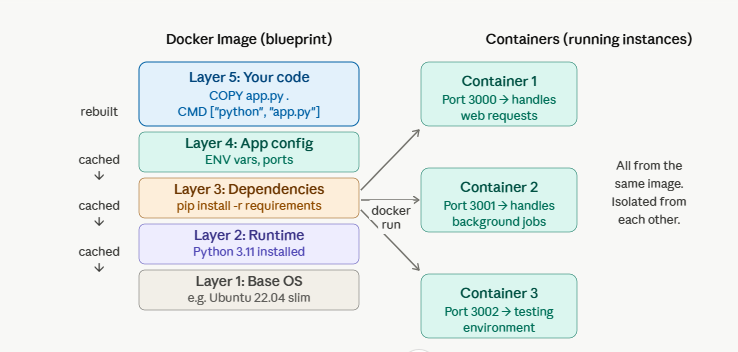 Docker Image (blueprint)
Containers (running instances)
Layer 5: Your code
COPY app.py .
CMD ["python", "app.py"]
rebuilt
Layer 4: App config
ENV vars, ports
cached
↓
Layer 3: Dependencies
pip install -r requirements
cached
↓
Layer 2: Runtime
Python 3.11 installed
cached
↓
Layer 1: Base OS
e.g. Ubuntu 22.04 slim
docker
run
Container 1
Port 3000 → handles
web requests
Container 2
Port 3001 → handles
background jobs
Container 3
Port 3002 → testing
environment
All from the
same image.
Isolated from
each other.